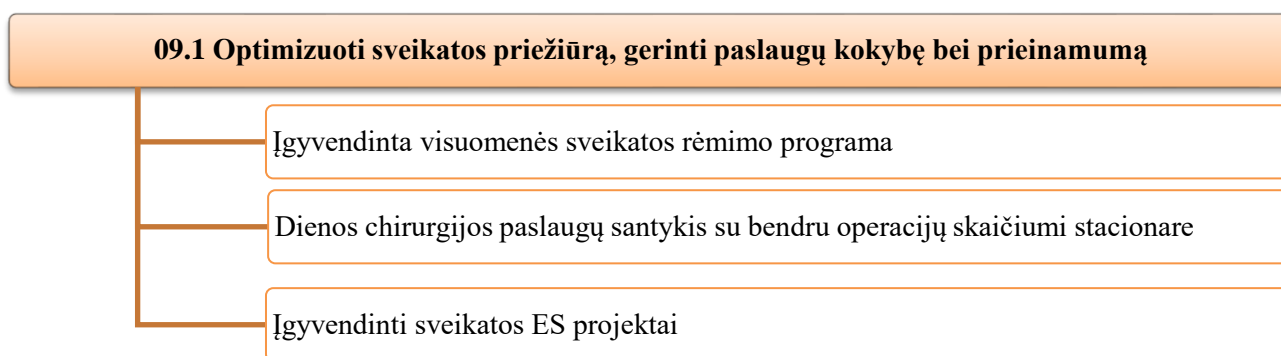 09.1 Optimizuoti sveikatos priežiūrą, gerinti paslaugų kokybę bei prieinamumą
Įgyvendinta visuomenės sveikatos rėmimo programa
Dienos chirurgijos paslaugų santykis su bendru operacijų skaičiumi stacionare
Įgyvendinti sveikatos ES projektai